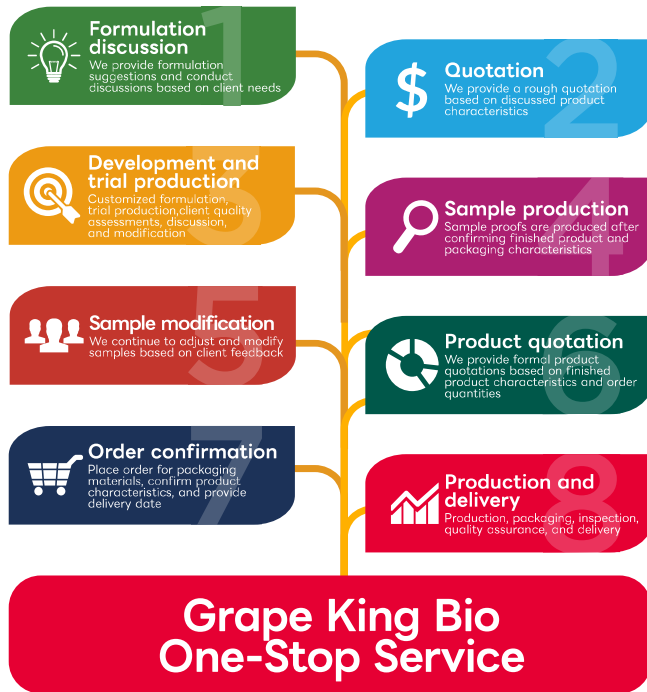 1
Formulation
discussion
We provide formulation
suggestions and conduct
discussions based on client needs
2
Quotation
We provide a rough quotation
based on discussed product
characteristics
3
Development and
trial production
Customized formulation,
trial production,client quality
assessments, discussion,
and modification
4
Sample production
Sample proofs are produced after
confirming finished product and
packaging characteristics
5
Sample modification
We continue to adjust and modify
samples based on client feedback
6
Product quotation
We provide formal product
quotations based on finished
product characteristics and order
quantities
7
Order confirmation
Place order for packaging
materials, confirm product
characteristics, and provide
delivery date
8
Production and
delivery
Production, packaging, inspection,
quality assurance, and delivery
Grape King Bio
One-Stop Service